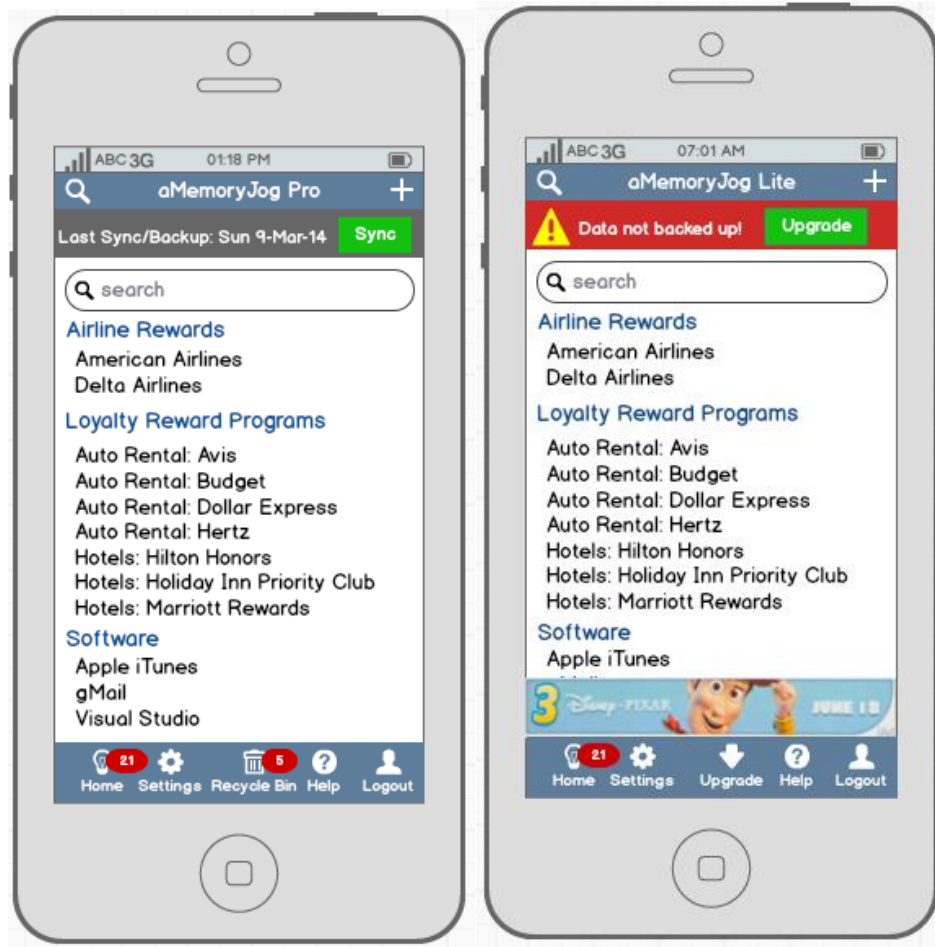 ABC 3G 01:18 PM
aMemoryJog Pro
Last Sync/Backup: Sun 9-Mar-14 Sync
search
Airline Rewards
American Airlines
Delta Airlines
Loyalty Reward Programs
Auto Rental: Avis
Auto Rental: Budget
Auto Rental: Dollar Express
Auto Rental: Hertz
Hotels: Hilton Honors
Hotels: Holiday Inn Priority Club
Hotels: Marriott Rewards
Software
Apple iTunes
gMail
Visual Studio
21 5 ?
Home Settings Recycle Bin Help Logout
ABC 3G 07:01 AM
aMemoryJog Lite
! Data not backed up! Upgrade
search
Airline Rewards
American Airlines
Delta Airlines
Loyalty Reward Programs
Auto Rental: Avis
Auto Rental: Budget
Auto Rental: Dollar Express
Auto Rental: Hertz
Hotels: Hilton Honors
Hotels: Holiday Inn Priority Club
Hotels: Marriott Rewards
Software
Apple iTunes
3 Disney·PIXAR JUNE 18
21 ?
Home Settings Upgrade Help Logout